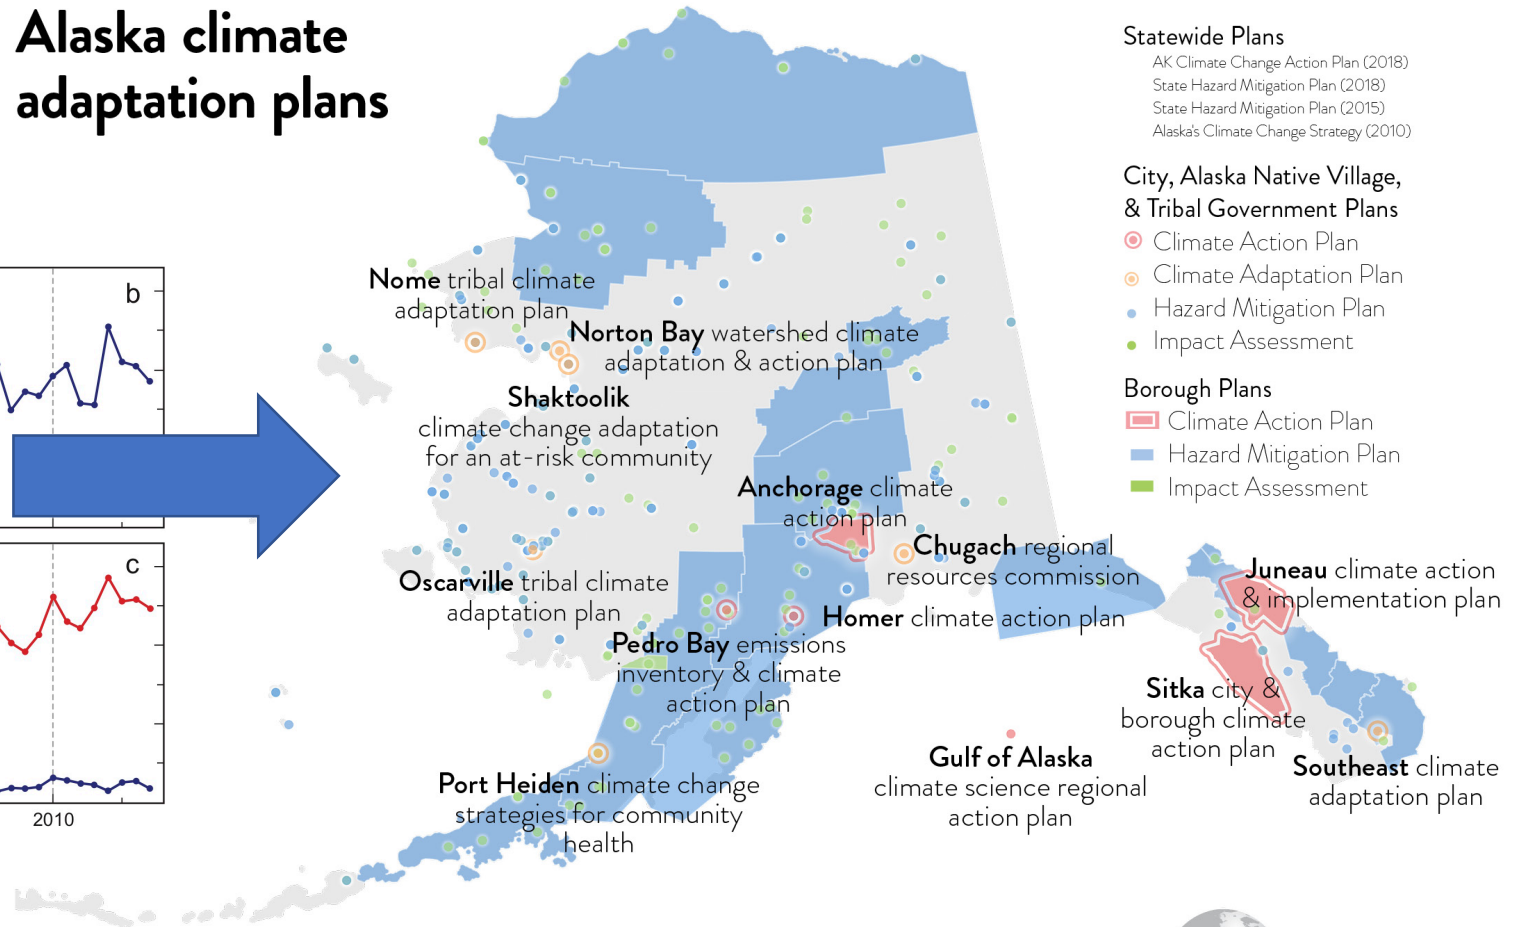 Alaska climate
adaptation plans
Statewide Plans
AK Climate Change Action Plan (2018)
State Hazard Mitigation Plan (2018)
State Hazard Mitigation Plan (2015)
Alaska's Climate Change Strategy (2010)
City, Alaska Native Village,
& Tribal Government Plans
Climate Action Plan
Climate Adaptation Plan
Hazard Mitigation Plan
Impact Assessment
Borough Plans
Climate Action Plan
Hazard Mitigation Plan
Impact Assessment
b
c
2010
Nome tribal climate
adaptation plan
Norton Bay watershed climate
adaptation & action plan
Shaktoolik
climate change adaptation
for an at-risk community
Anchorage climate
action plan
Chugach regional
resources commission
Oscarville tribal climate
adaptation plan
Homer climate action plan
Pedro Bay emissions
inventory & climate
action plan
Juneau climate action
& implementation plan
Sitka city &
borough climate
action plan
Gulf of Alaska
climate science regional
action plan
Southeast climate
adaptation plan
Port Heiden climate change
strategies for community
health